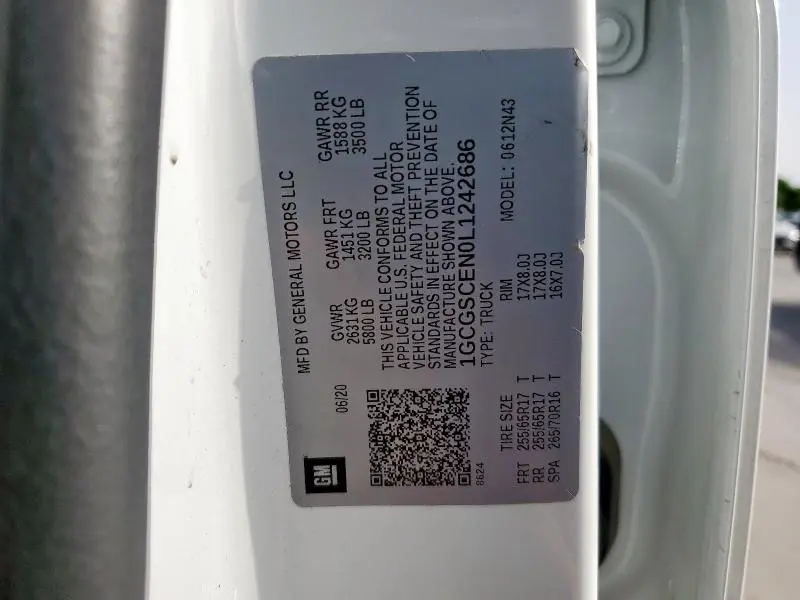 GM
MFD BY GENERAL MOTORS LLC
06/20
GVWR GAWR FRT GAWR RR
2631 KG 1451 KG 1588 KG
5800 LB 3200 LB 3500 LB
THIS VEHICLE CONFORMS TO ALL
APPLICABLE U.S. FEDERAL MOTOR
VEHICLE SAFETY AND THEFT PREVENTION
STANDARDS IN EFFECT ON THE DATE OF
MANUFACTURE SHOWN ABOVE.
1GCGSCEN0L1242686
8624
TYPE: TRUCK MODEL: 0612N43
TIRE SIZE RIM
FRT 255/65R17 T 17X8.0J
RR 255/65R17 T 17X8.0J
SPA 265/70R16 T 16X7.0J